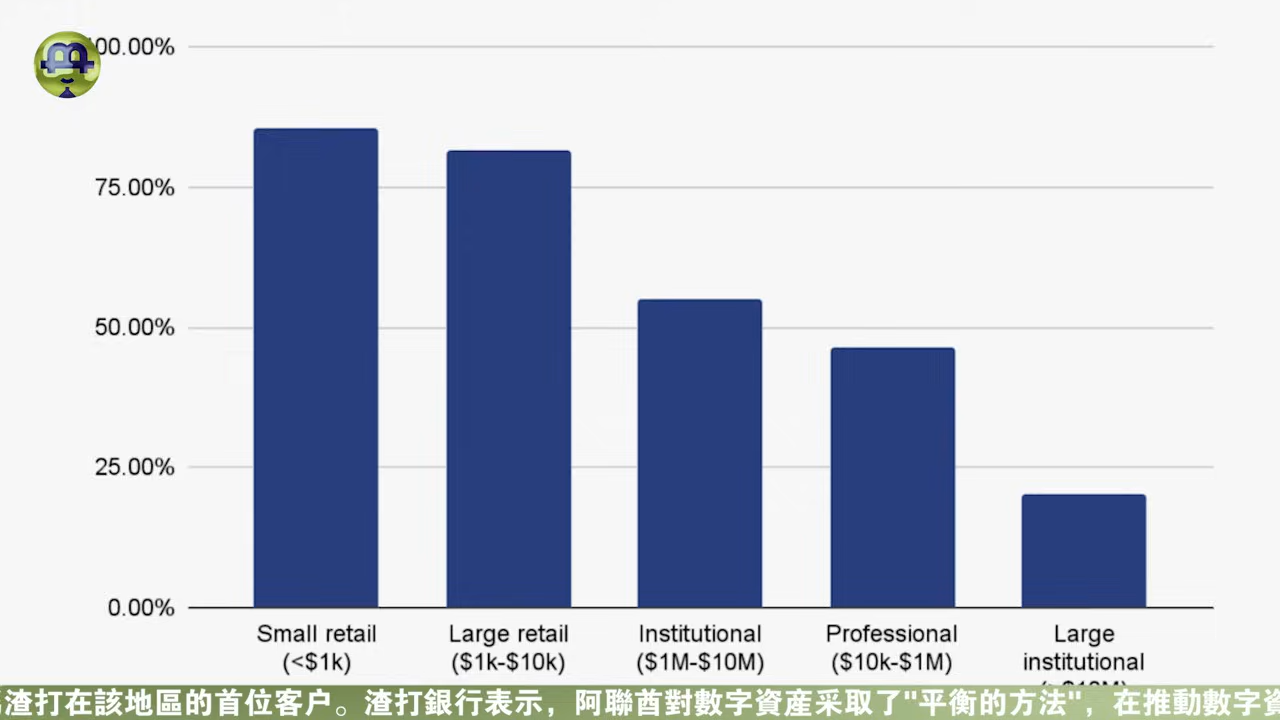 00.00%
75.00%
50.00%
25.00%
0.00%
Small retail
(<$1k)
Large retail
($1k-$10k)
Institutional
($1M-$10M)
Professional
($10k-$1M)
Large
institutional
渣打在該地區的首位客户。渣打銀行表示，阿聯酋對數字資産采取了"平衡的方法"，在推動數字資